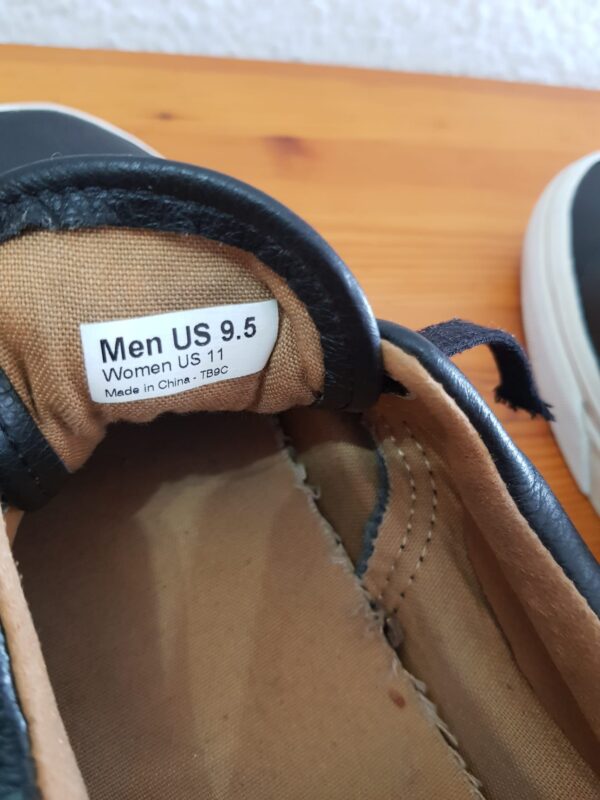 Men US 9.5
Women US 11
Made in China - TB9C